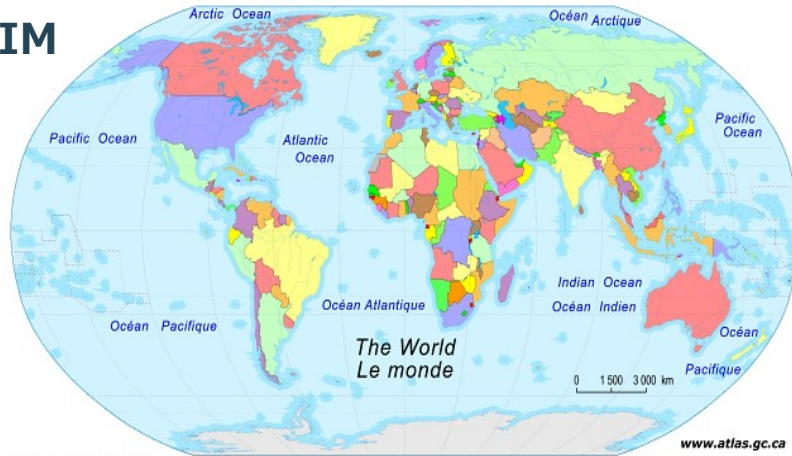 IM
Arctic Ocean
Océan Arctique
Pacific Ocean
Atlantic
Ocean
Pacific
Ocean
Indian Ocean
Océan Indien
Océan Atlantique
Océan Pacifique
Océan
Pacifique
The World
Le monde
0 1 500 3 000 km
www.atlas.gc.ca